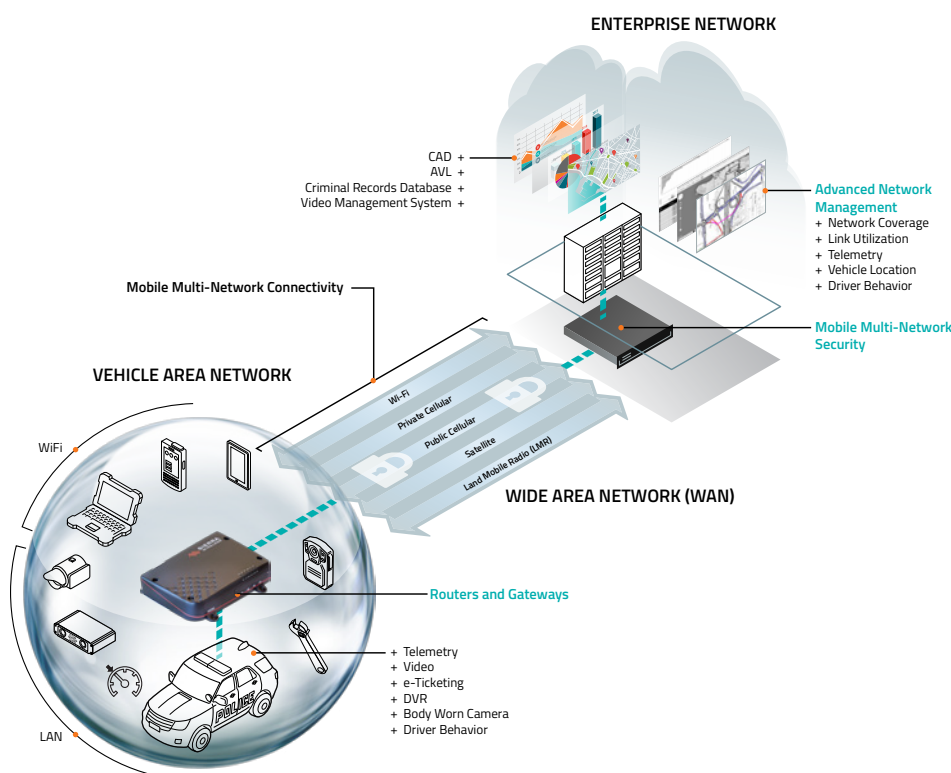 ENTERPRISE NETWORK
CAD +
AVL +
Criminal Records Database +
Video Management System +
Advanced Network
Management
+ Network Coverage
+ Link Utilization
+ Telemetry
+ Vehicle Location
+ Driver Behavior
Mobile Multi-Network Connectivity
Mobile Multi-Network
Security
VEHICLE AREA NETWORK
Wi-Fi
Private Cellular
Public Cellular
Satellite
Land Mobile Radio (LMR)
WiFi
WIDE AREA NETWORK (WAN)
SIERRA
Routers and Gateways
+ Telemetry
+ Video
+ e-Ticketing
+ DVR
+ Body Worn Camera
+ Driver Behavior
POLICE
LAN